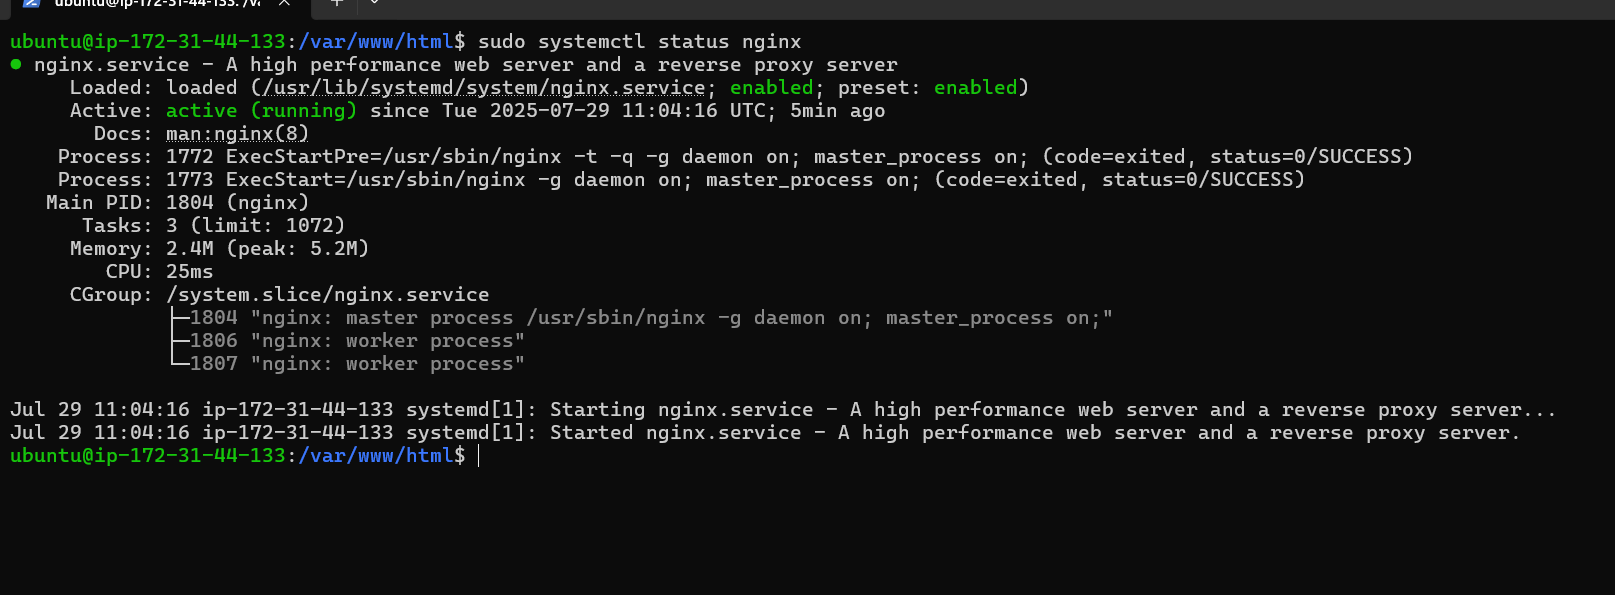 ubuntu@ip-172-31-44-133: /va
ubuntu@ip-172-31-44-133:/var/www/html$ sudo systemctl status nginx
● nginx.service - A high performance web server and a reverse proxy server
Loaded: loaded (/usr/lib/systemd/system/nginx.service; enabled; preset: enabled)
Active: active (running) since Tue 2025-07-29 11:04:16 UTC; 5min ago
Docs: man:nginx(8)
Process: 1772 ExecStartPre=/usr/sbin/nginx -t -q -g daemon on; master_process on; (code=exited, status=0/SUCCESS)
Process: 1773 ExecStart=/usr/sbin/nginx -g daemon on; master_process on; (code=exited, status=0/SUCCESS)
Main PID: 1804 (nginx)
Tasks: 3 (limit: 1072)
Memory: 2.4M (peak: 5.2M)
CPU: 25ms
CGroup: /system.slice/nginx.service
├─1804 "nginx: master process /usr/sbin/nginx -g daemon on; master_process on;"
├─1806 "nginx: worker process"
└─1807 "nginx: worker process"
Jul 29 11:04:16 ip-172-31-44-133 systemd[1]: Starting nginx.service - A high performance web server and a reverse proxy server...
Jul 29 11:04:16 ip-172-31-44-133 systemd[1]: Started nginx.service - A high performance web server and a reverse proxy server.
ubuntu@ip-172-31-44-133:/var/www/html$